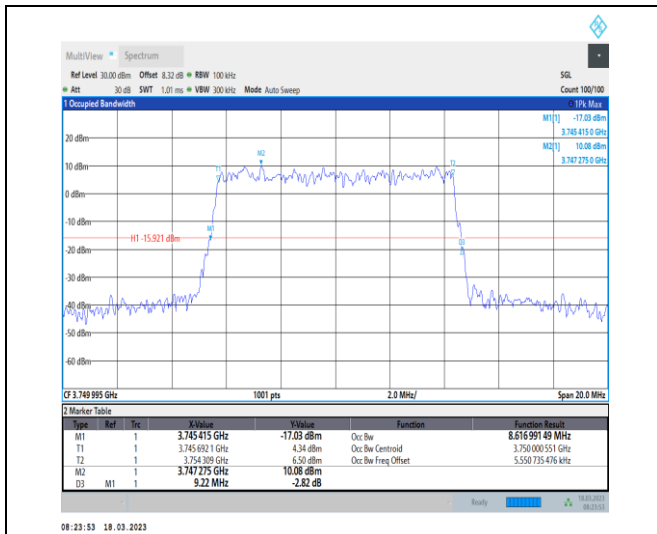 MultiView Spectrum
Ref Level 30.00 dBm Offset 8.32 dB RBW 100 kHz SGL
Att 30 dB SWT 1.01 ms VBW 300 kHz Mode Auto Sweep Count 100/100
1 Occupied Bandwidth 1Pk Max
M1[1] -17.03 dBm
3.745 415 0 GHz
M2[1] 10.08 dBm
3.747 275 0 GHz
20 dBm
M2
T1 T2
10 dBm
0 dBm
-10 dBm
M1
H1 -15.921 dBm
D3
-20 dBm
-30 dBm
-40 dBm
-50 dBm
-60 dBm
CF 3.749 995 GHz 1001 pts 2.0 MHz/ Span 20.0 MHz
2 Marker Table
Type Ref Trc X-Value Y-Value Function Function Result
M1 1 3.745 415 GHz -17.03 dBm Occ Bw 8.616 991 49 MHz
T1 1 3.745 692 1 GHz 4.34 dBm Occ Bw Centroid 3.750 000 551 GHz
T2 1 3.754 309 GHz 6.50 dBm Occ Bw Freq Offset 5.550 735 476 kHz
M2 1 3.747 275 GHz 10.08 dBm
D3 M1 1 9.22 MHz -2.82 dB
Ready 18.03.2023
08:23:53
08:23:53 18.03.2023